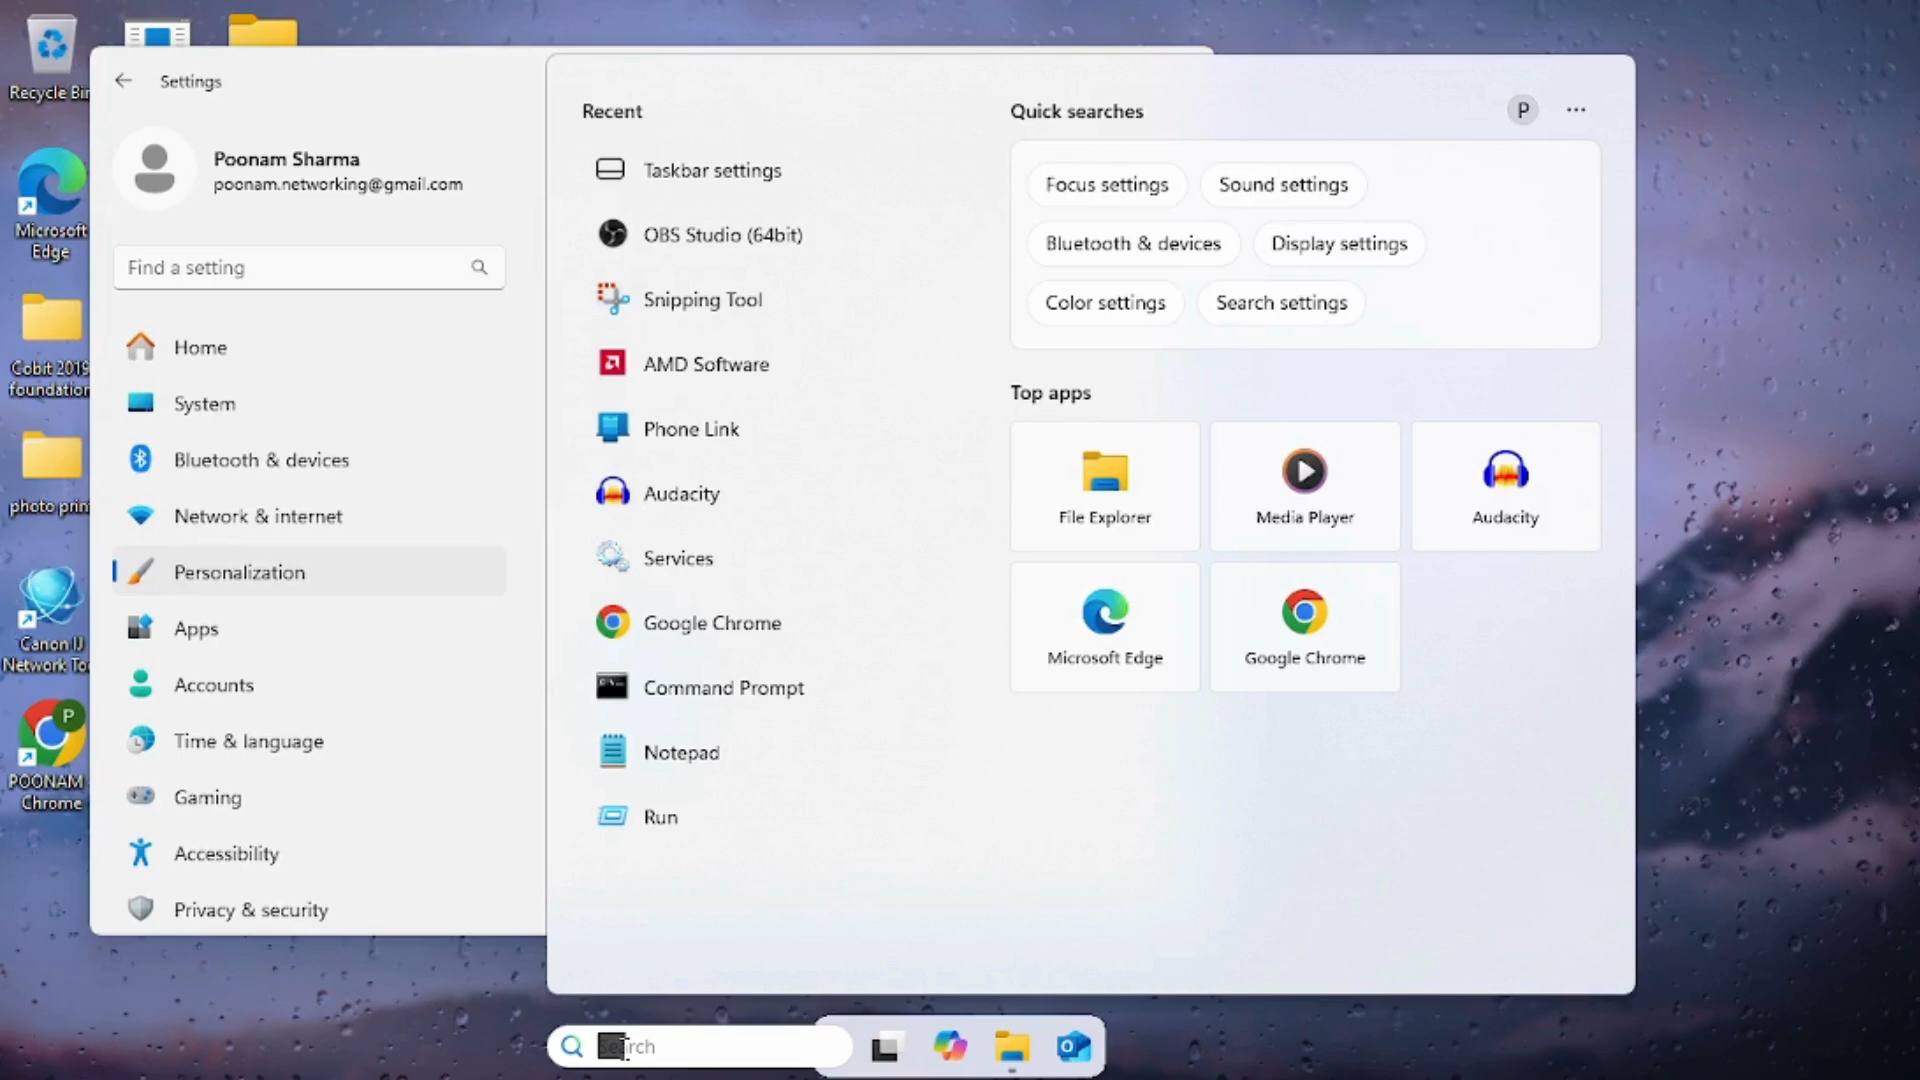 Recycle Bin
Microsoft
Edge
Cobit 2019
foundation
photo prin
Canon IJ
Network To
POONAM
Chrome
P
Settings
Poonam Sharma
poonam.networking@gmail.com
Find a setting
Home
System
Bluetooth & devices
Network & internet
Personalization
Apps
Accounts
Time & language
Gaming
Accessibility
Privacy & security
Recent
Taskbar settings
OBS Studio (64bit)
Snipping Tool
AMD Software
Phone Link
Audacity
Services
Google Chrome
Command Prompt
Notepad
Run
Quick searches
P
Focus settings
Sound settings
Bluetooth & devices
Display settings
Color settings
Search settings
Top apps
File Explorer
Media Player
Audacity
Microsoft Edge
Google Chrome
Search